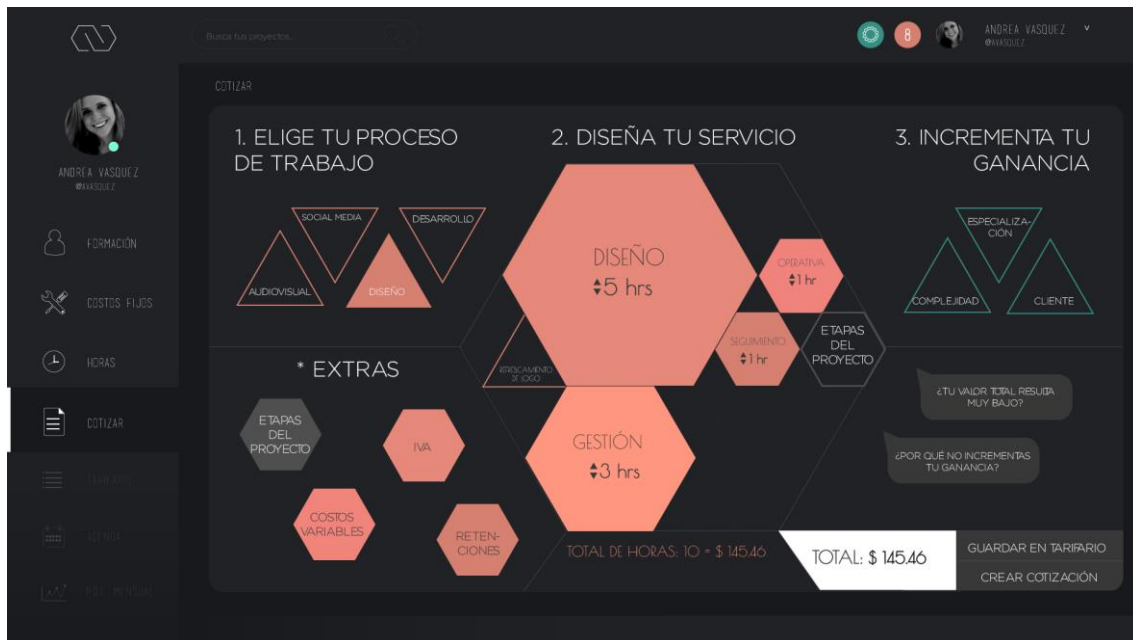 Busca tus proyectos..
8
ANDREA VASQUEZ
@AVASQUEZ
ANDREA VASQUEZ
@AVASQUEZ
FORMACIÓN
COSTOS FIJOS
HORAS
COTIZAR
TARIFARIO
AGENDA
COTIZAR
1. ELIGE TU PROCESO
DE TRABAJO
SOCIAL MEDIA
DESARROLLO
AUDIOVISUAL
DISEÑO
* EXTRAS
ETAPAS
DEL
PROYECTO
IVA
COSTOS
VARIABLES
RETEN-
CIONES
2. DISEÑA TU SERVICIO
DISEÑO
5 hrs
OPERATIVA
1 hr
SEGUIMIENTO
1 hr
ETAPAS
DEL
PROYECTO
DE LOGO
GESTIÓN
3 hrs
TOTAL DE HORAS: 10 = $ 145.46
3. INCREMENTA TU
GANANCIA
ESPECIALIZA-
CIÓN
COMPLEJIDAD
CLIENTE
¿TU VALOR TOTAL RESULTA
MUY BAJO?
¿POR QUÉ NO INCREMENTAS
TU GANANCIA?
TOTAL: $ 145.46
GUARDAR EN TARIFARIO
CREAR COTIZACIÓN